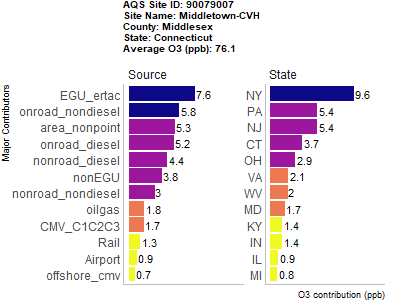 AQS Site ID: 90079007
Site Name: Middletown-CVH
County: Middlesex
State: Connecticut
Average O3 (ppb): 76.1
Major Contributors
Source
EGU_ertac 7.6
onroad_nondiesel 5.8
area_nonpoint 5.3
onroad_diesel 5.2
nonroad_diesel 4.4
nonEGU 3.8
nonroad_nondiesel 3
oilgas 1.8
CMV_C1C2C3 1.7
Rail 1.3
Airport 0.9
offshore_cmv 0.7
State
NY 9.6
PA 5.4
NJ 5.4
CT 3.7
OH 2.9
VA 2.1
WV 2
MD 1.7
KY 1.4
IN 1.4
IL 0.9
MI 0.8
O3 contribution (ppb)